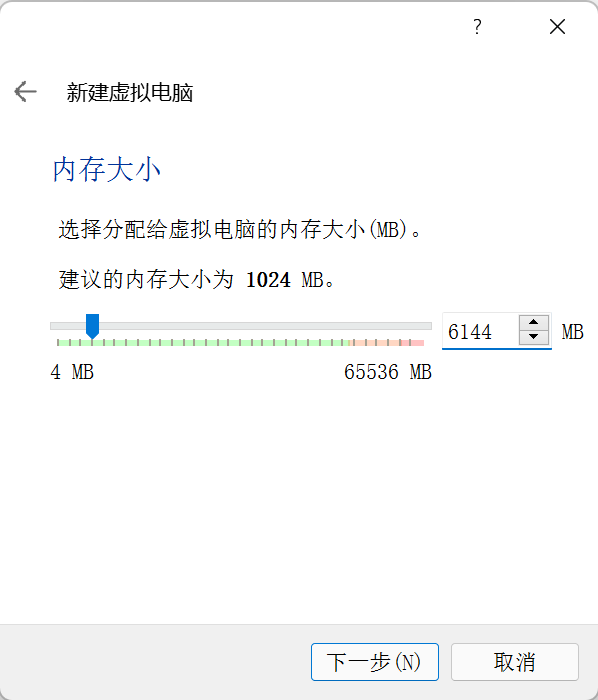 ?
新建虚拟电脑
内存大小
选择分配给虚拟电脑的内存大小(MB)。
建议的内存大小为 1024 MB。
6144 MB
4 MB 65536 MB
下一步(N) 取消